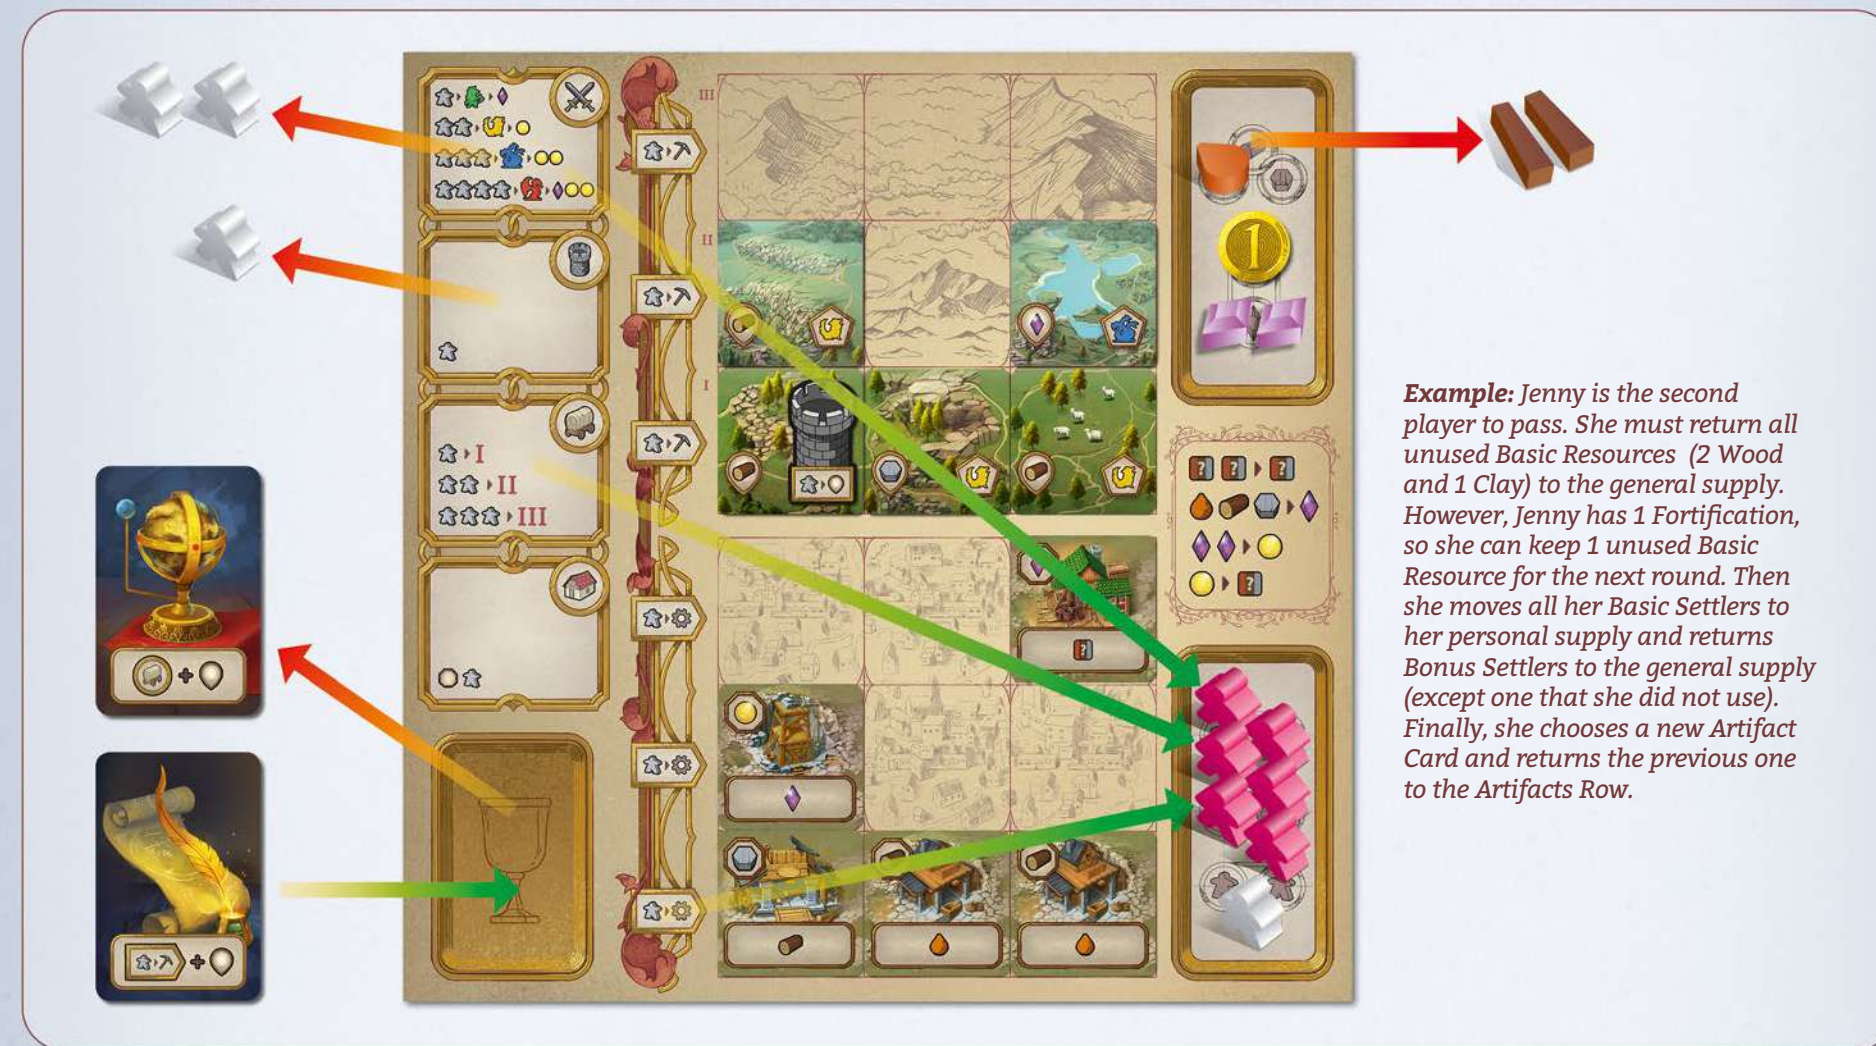 III
II
I
1
I
II
III
? ? ?
?
?
+
+
Example: Jenny is the second
player to pass. She must return all
unused Basic Resources (2 Wood
and 1 Clay) to the general supply.
However, Jenny has 1 Fortification,
so she can keep 1 unused Basic
Resource for the next round. Then
she moves all her Basic Settlers to
her personal supply and returns
Bonus Settlers to the general supply
(except one that she did not use).
Finally, she chooses a new Artifact
Card and returns the previous one
to the Artifacts Row.